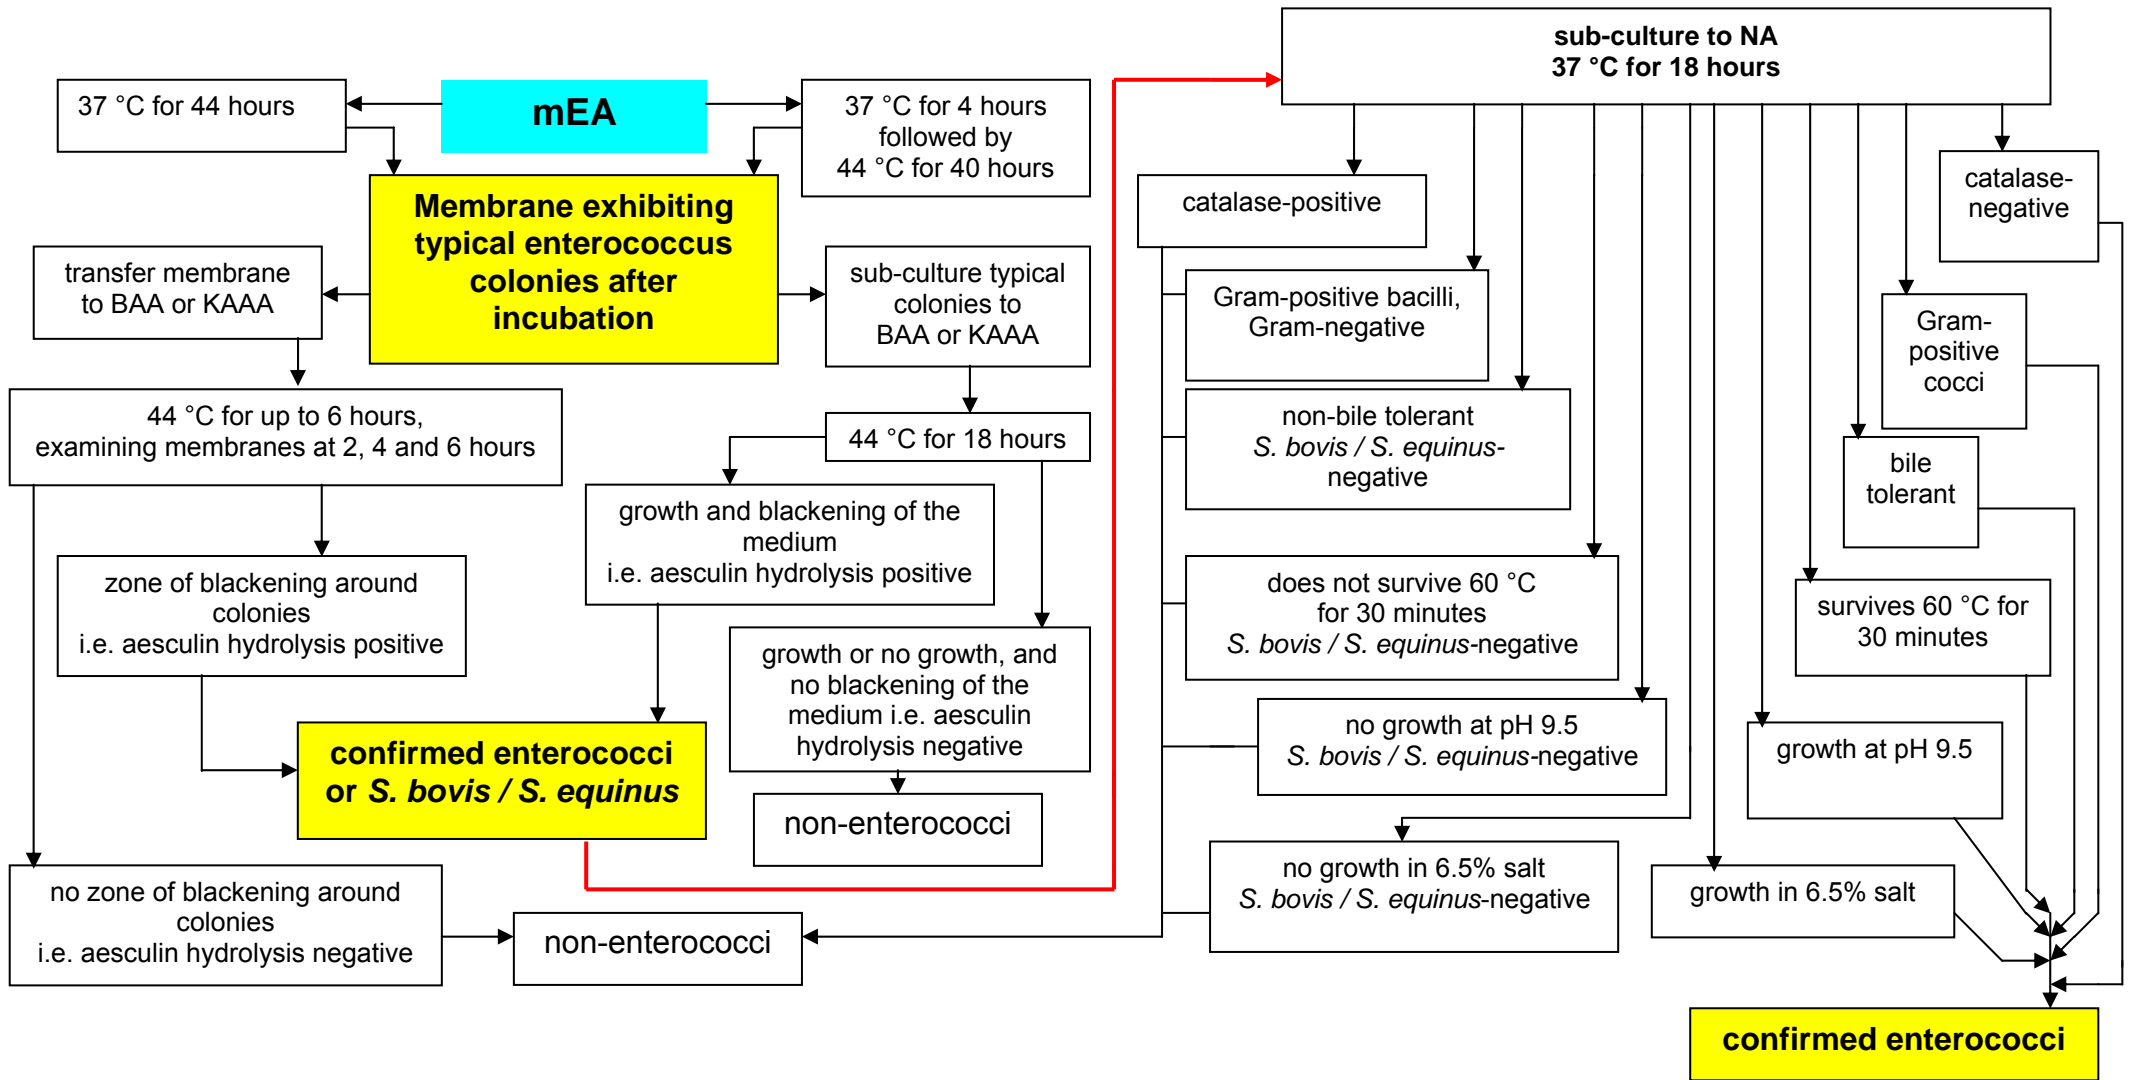 sub-culture to NA
37 °C for 18 hours
37 °C for 44 hours
mEA
37 °C for 4 hours
followed by
44 °C for 40 hours
Membrane exhibiting
typical enterococcus
colonies after
incubation
transfer membrane
to BAA or KAAA
sub-culture typical
colonies to
BAA or KAAA
44 °C for up to 6 hours,
examining membranes at 2, 4 and 6 hours
44 °C for 18 hours
growth and blackening of the
medium
i.e. aesculin hydrolysis positive
zone of blackening around
colonies
i.e. aesculin hydrolysis positive
growth or no growth, and
no blackening of the
medium i.e. aesculin
hydrolysis negative
confirmed enterococci
or S. bovis / S. equinus
non-enterococci
no zone of blackening around
colonies
i.e. aesculin hydrolysis negative
non-enterococci
catalase-positive
Gram-positive bacilli,
Gram-negative
non-bile tolerant
S. bovis / S. equinus-
negative
does not survive 60 °C
for 30 minutes
S. bovis / S. equinus-negative
no growth at pH 9.5
S. bovis / S. equinus-negative
no growth in 6.5% salt
S. bovis / S. equinus-negative
catalase-
negative
Gram-
positive
cocci
bile
tolerant
survives 60 °C for
30 minutes
growth at pH 9.5
growth in 6.5% salt
confirmed enterococci